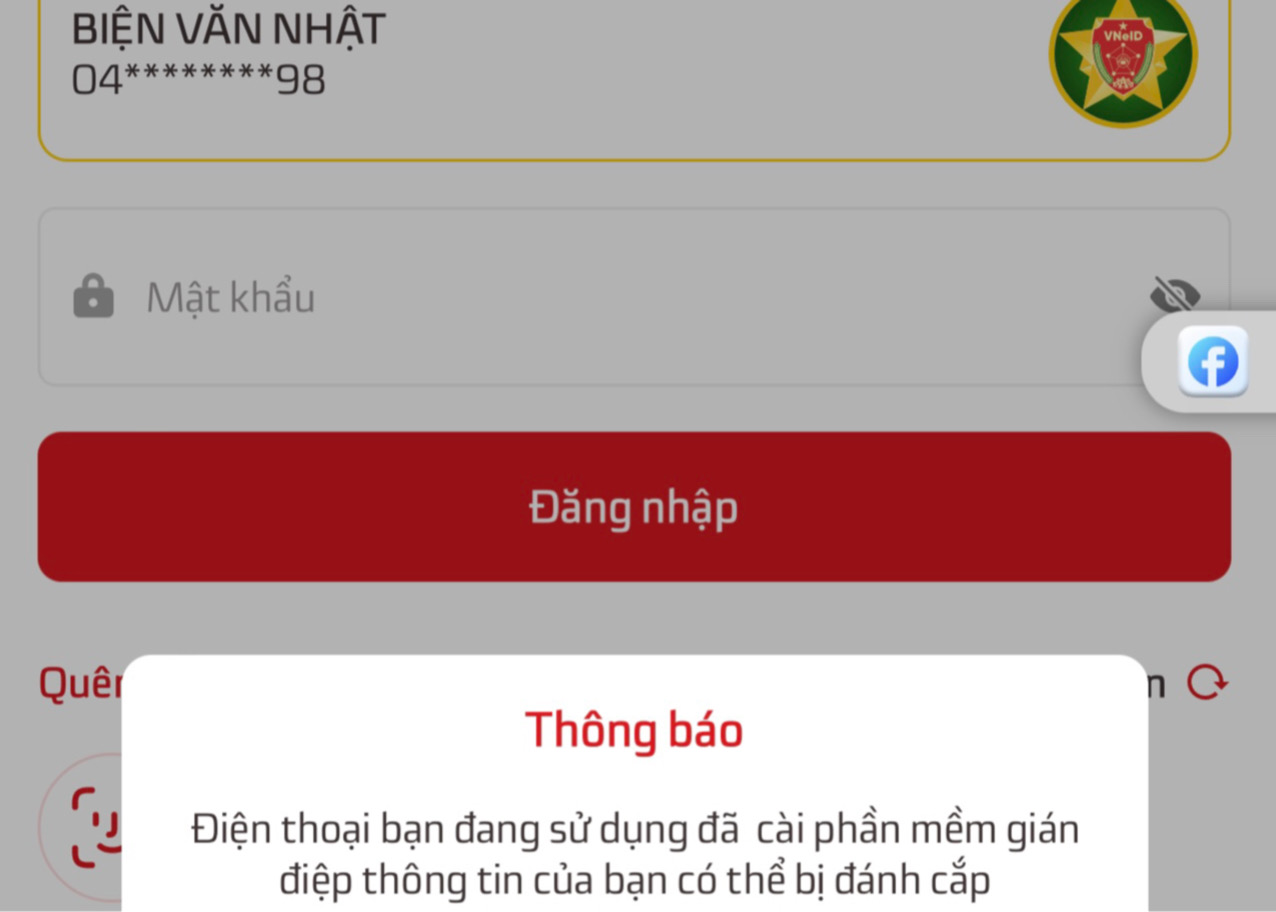 BIỆN VĂN NHẬT
04********98
VNeID
Mật khẩu
Đăng nhập
Thông báo
Điện thoại bạn đang sử dụng đã cài phần mềm gián
điệp thông tin của bạn có thể bị đánh cắp